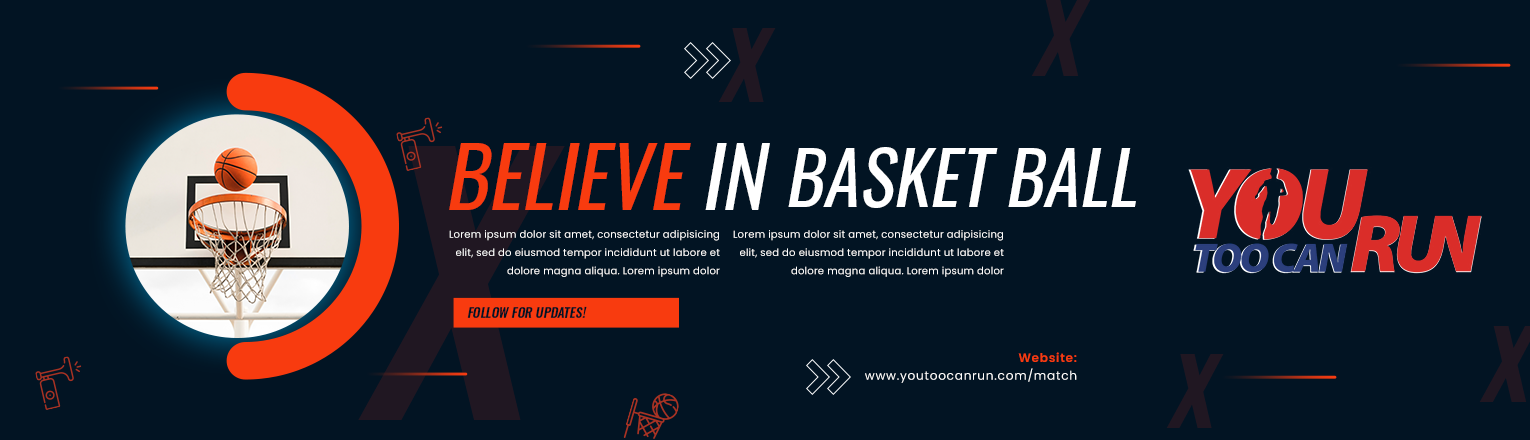 BELIEVE IN BASKET BALL
Lorem ipsum dolor sit amet, consectetur adipisicing
elit, sed do eiusmod tempor incididunt ut labore et
dolore magna aliqua. Lorem ipsum dolor
Lorem ipsum dolor sit amet, consectetur adipisicing
elit, sed do eiusmod tempor incididunt ut labore et
dolore magna aliqua. Lorem ipsum dolor
FOLLOW FOR UPDATES!
Website:
www.youtoocanrun.com/match
YOU
TOO CAN RUN
X
X
X
X
X